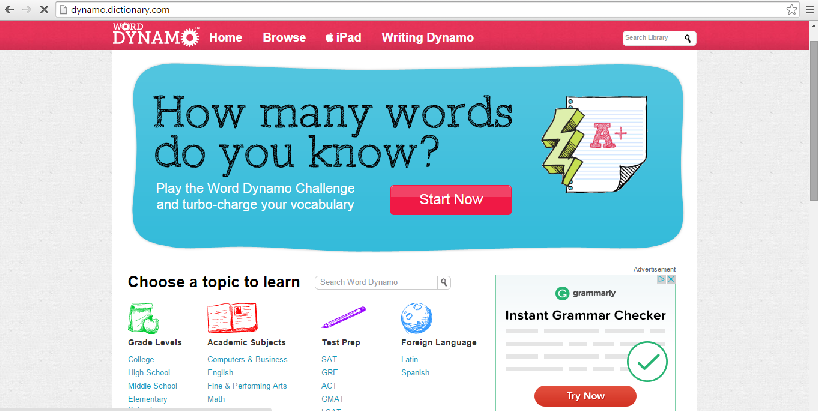 dynamo.dictionary.com
WORD
DYNAMO
Home Browse iPad Writing Dynamo
Search Library
How many words
do you know?
A+
Play the Word Dynamo Challenge
and turbo-charge your vocabulary
Start Now
Advertisement
Choose a topic to learn
Search Word Dynamo
G grammarly
Instant Grammar Checker
Try Now
Grade Levels
College
High School
Middle School
Elementary
Academic Subjects
Computers & Business
English
Fine & Performing Arts
Math
Test Prep
SAT
GRE
ACT
GMAT
LSAT
Foreign Language
Latin
Spanish